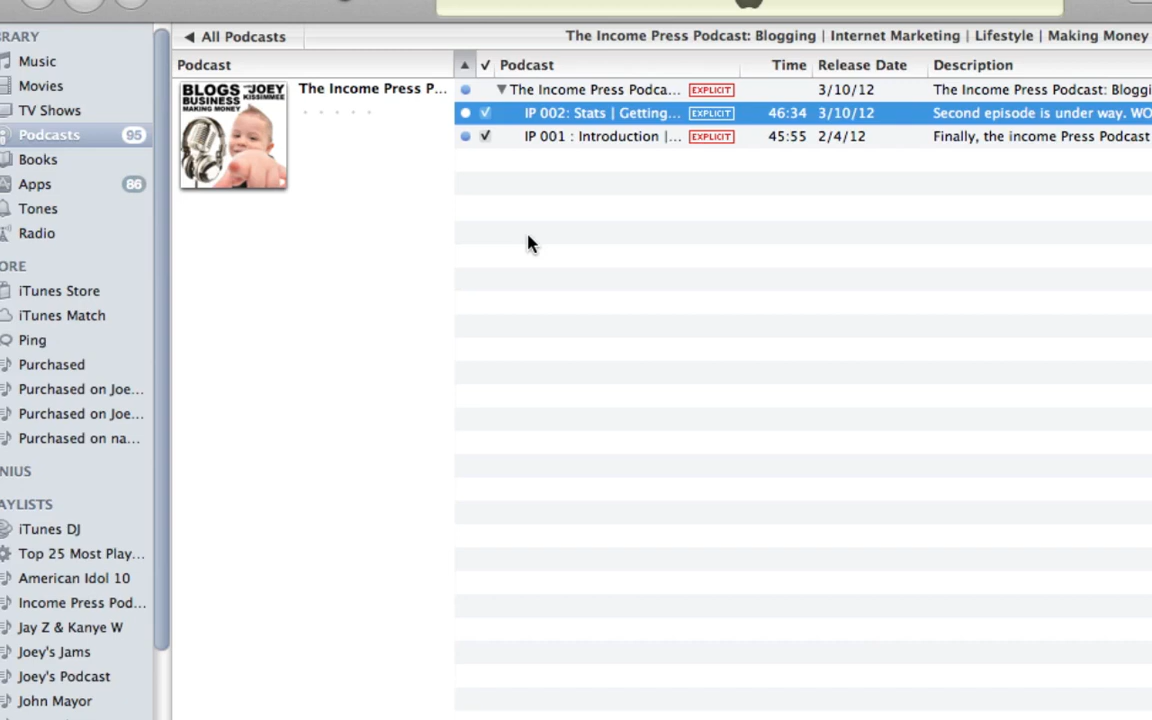 RARY
Music
Movies
TV Shows
Podcasts 95
Books
Apps 86
Tones
Radio
ORE
iTunes Store
iTunes Match
Ping
Purchased
Purchased on Joe...
Purchased on Joe...
Purchased on na...
NIUS
AYLISTS
iTunes DJ
Top 25 Most Play...
American Idol 10
Income Press Pod...
Jay Z & Kanye W
Joey's Jams
Joey's Podcast
John Mayor
All Podcasts
The Income Press Podcast: Blogging | Internet Marketing | Lifestyle | Making Money
Podcast
BLOGS
BUSINESS
MAKING MONEY
JOEY
KISSIMMEE
The Income Press P...
Podcast Time Release Date Description
The Income Press Podca... EXPLICIT 3/10/12 The Income Press Podcast: Bloggi
IP 002: Stats | Getting... EXPLICIT 46:34 3/10/12 Second episode is under way. WO
IP 001 : Introduction |... EXPLICIT 45:55 2/4/12 Finally, the income Press Podcast